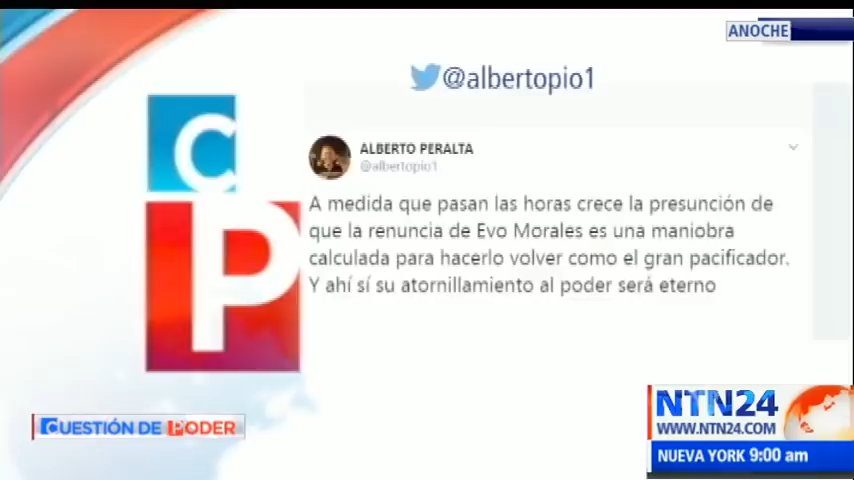 ANOCHE
@albertopio1
C
P
ALBERTO PERALTA
@albertopio1
A medida que pasan las horas crece la presunción de
que la renuncia de Evo Morales es una maniobra
calculada para hacerlo volver como el gran pacificador.
Y ahí sí su atornillamiento al poder será eterno
CUESTIÓN DE PODER
NTN24
WWW.NTN24.COM
NUEVA YORK 9:00 am